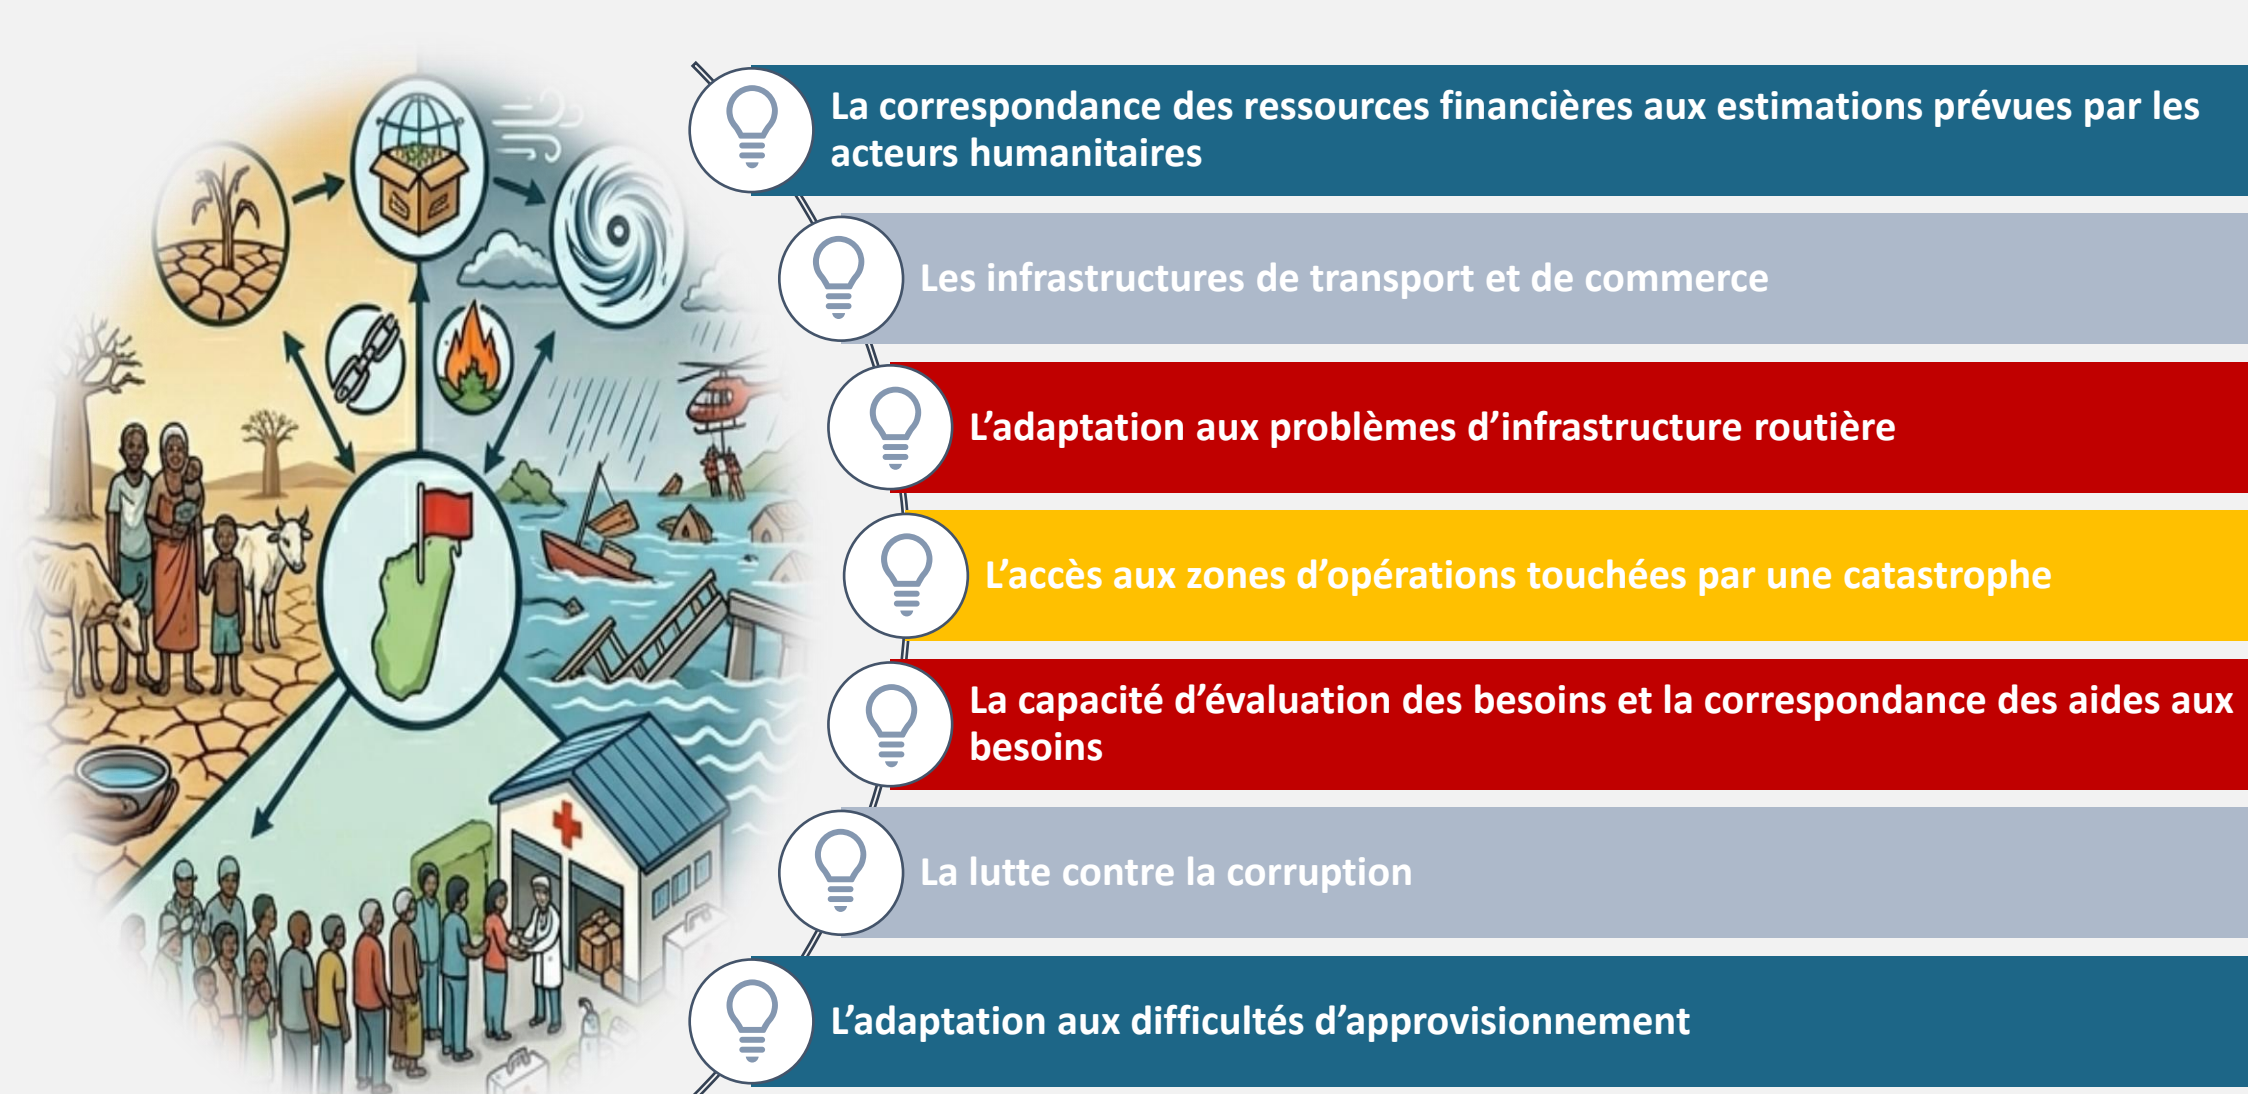 La correspondance des ressources financières aux estimations prévues par les
acteurs humanitaires
Les infrastructures de transport et de commerce
L’adaptation aux problèmes d’infrastructure routière
L’accès aux zones d’opérations touchées par une catastrophe
La capacité d’évaluation des besoins et la correspondance des aides aux
besoins
La lutte contre la corruption
L’adaptation aux difficultés d’approvisionnement